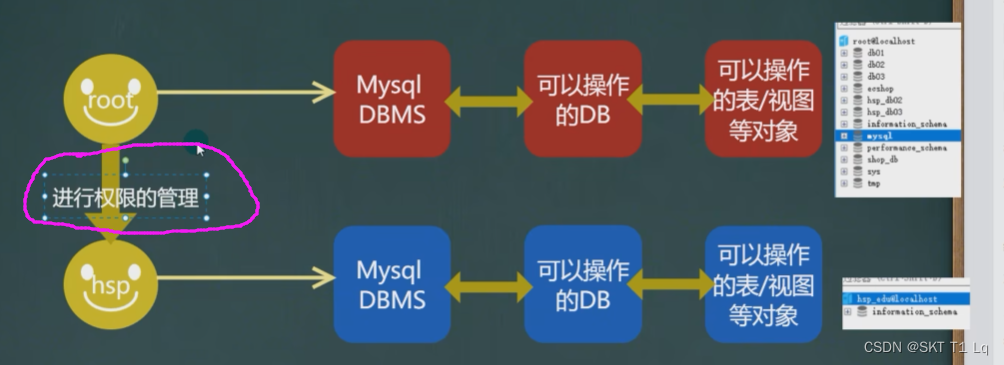 root
Mysql
DBMS
可以操作
的DB
可以操作
的表/视图
等对象
进行权限的管理
hsp
Mysql
DBMS
可以操作
的DB
可以操作
的表/视图
等对象
root@localhost
db01
db02
db03
ecshop
hsp_db02
hsp_db03
information_schema
mysql
performance_schema
shop_db
sys
tmp
hsp_edu@localhost
information_schema
CSDN @SKT T1 Lq